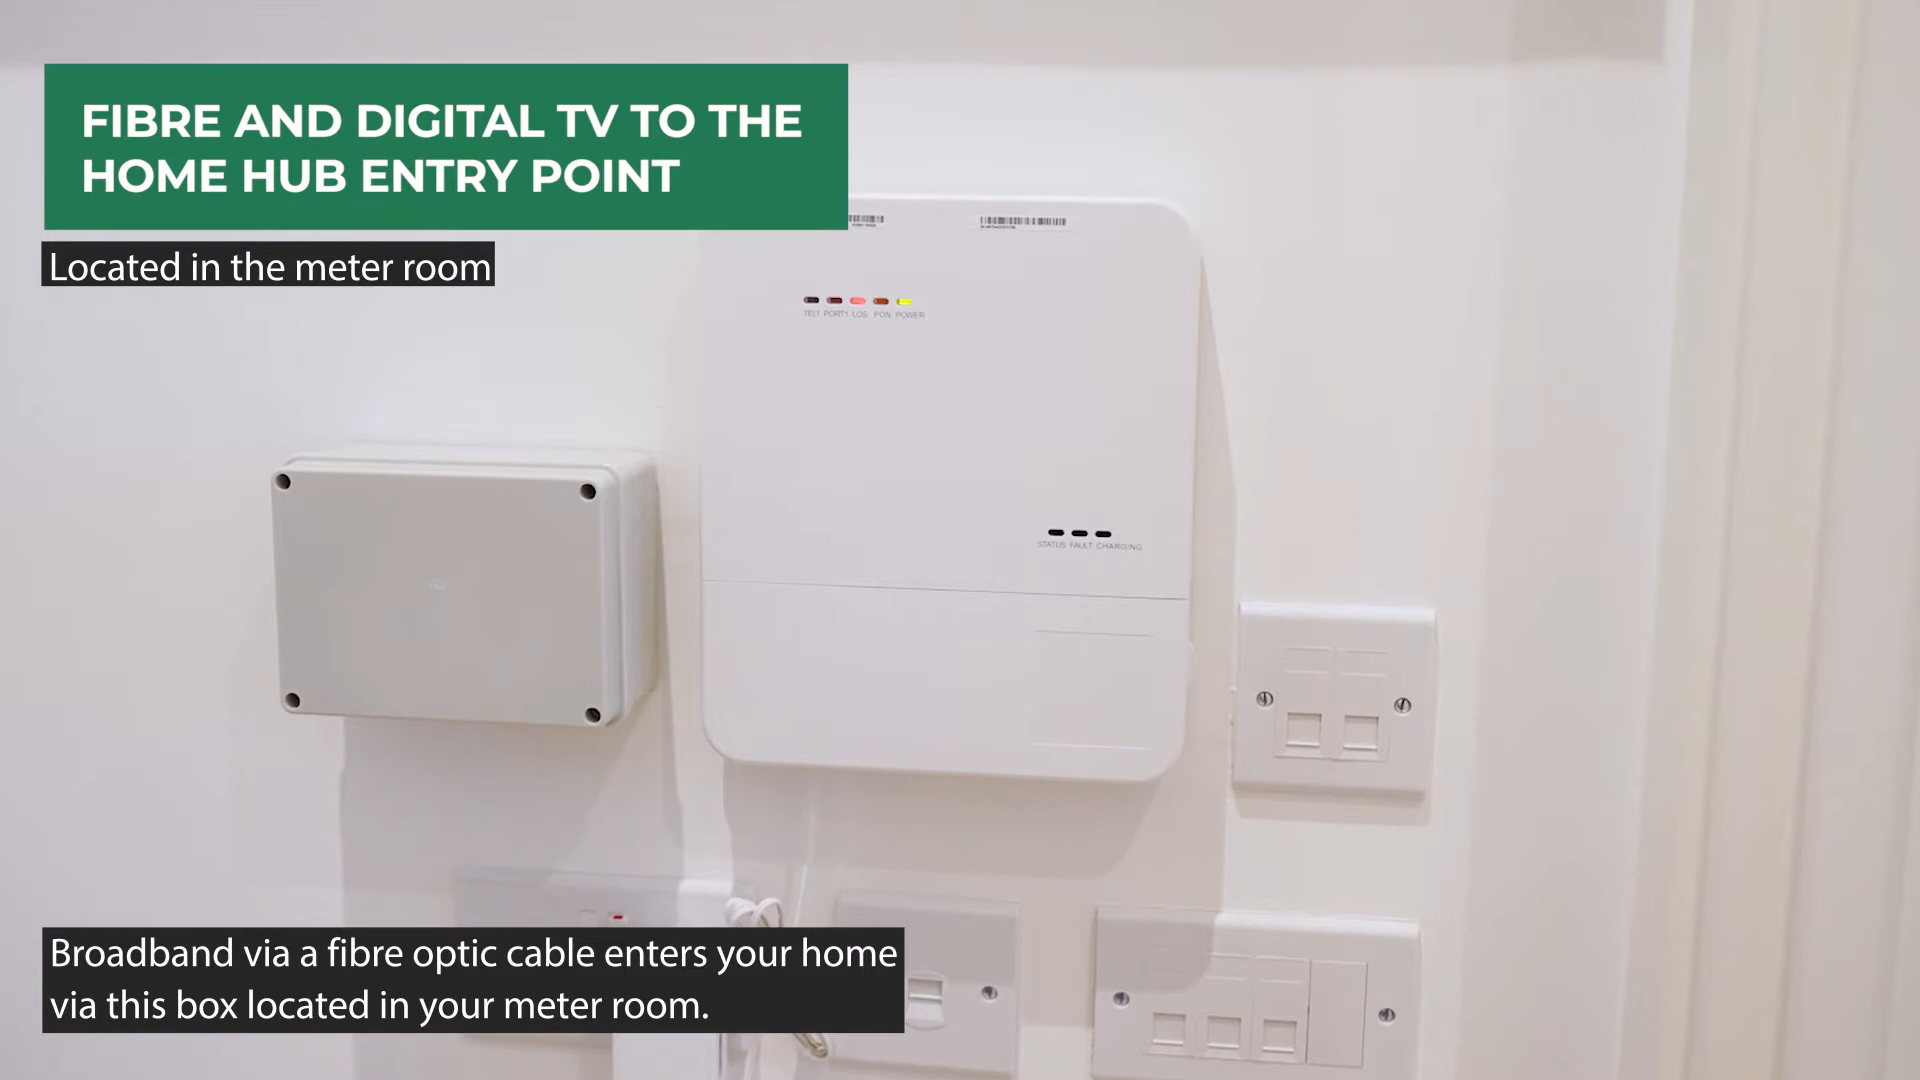 FIBRE AND DIGITAL TV TO THE
HOME HUB ENTRY POINT
Located in the meter room
TEL1 PORT1 LOS PON POWER
STATUS FAULT CHARGING
Broadband via a fibre optic cable enters your home
via this box located in your meter room.